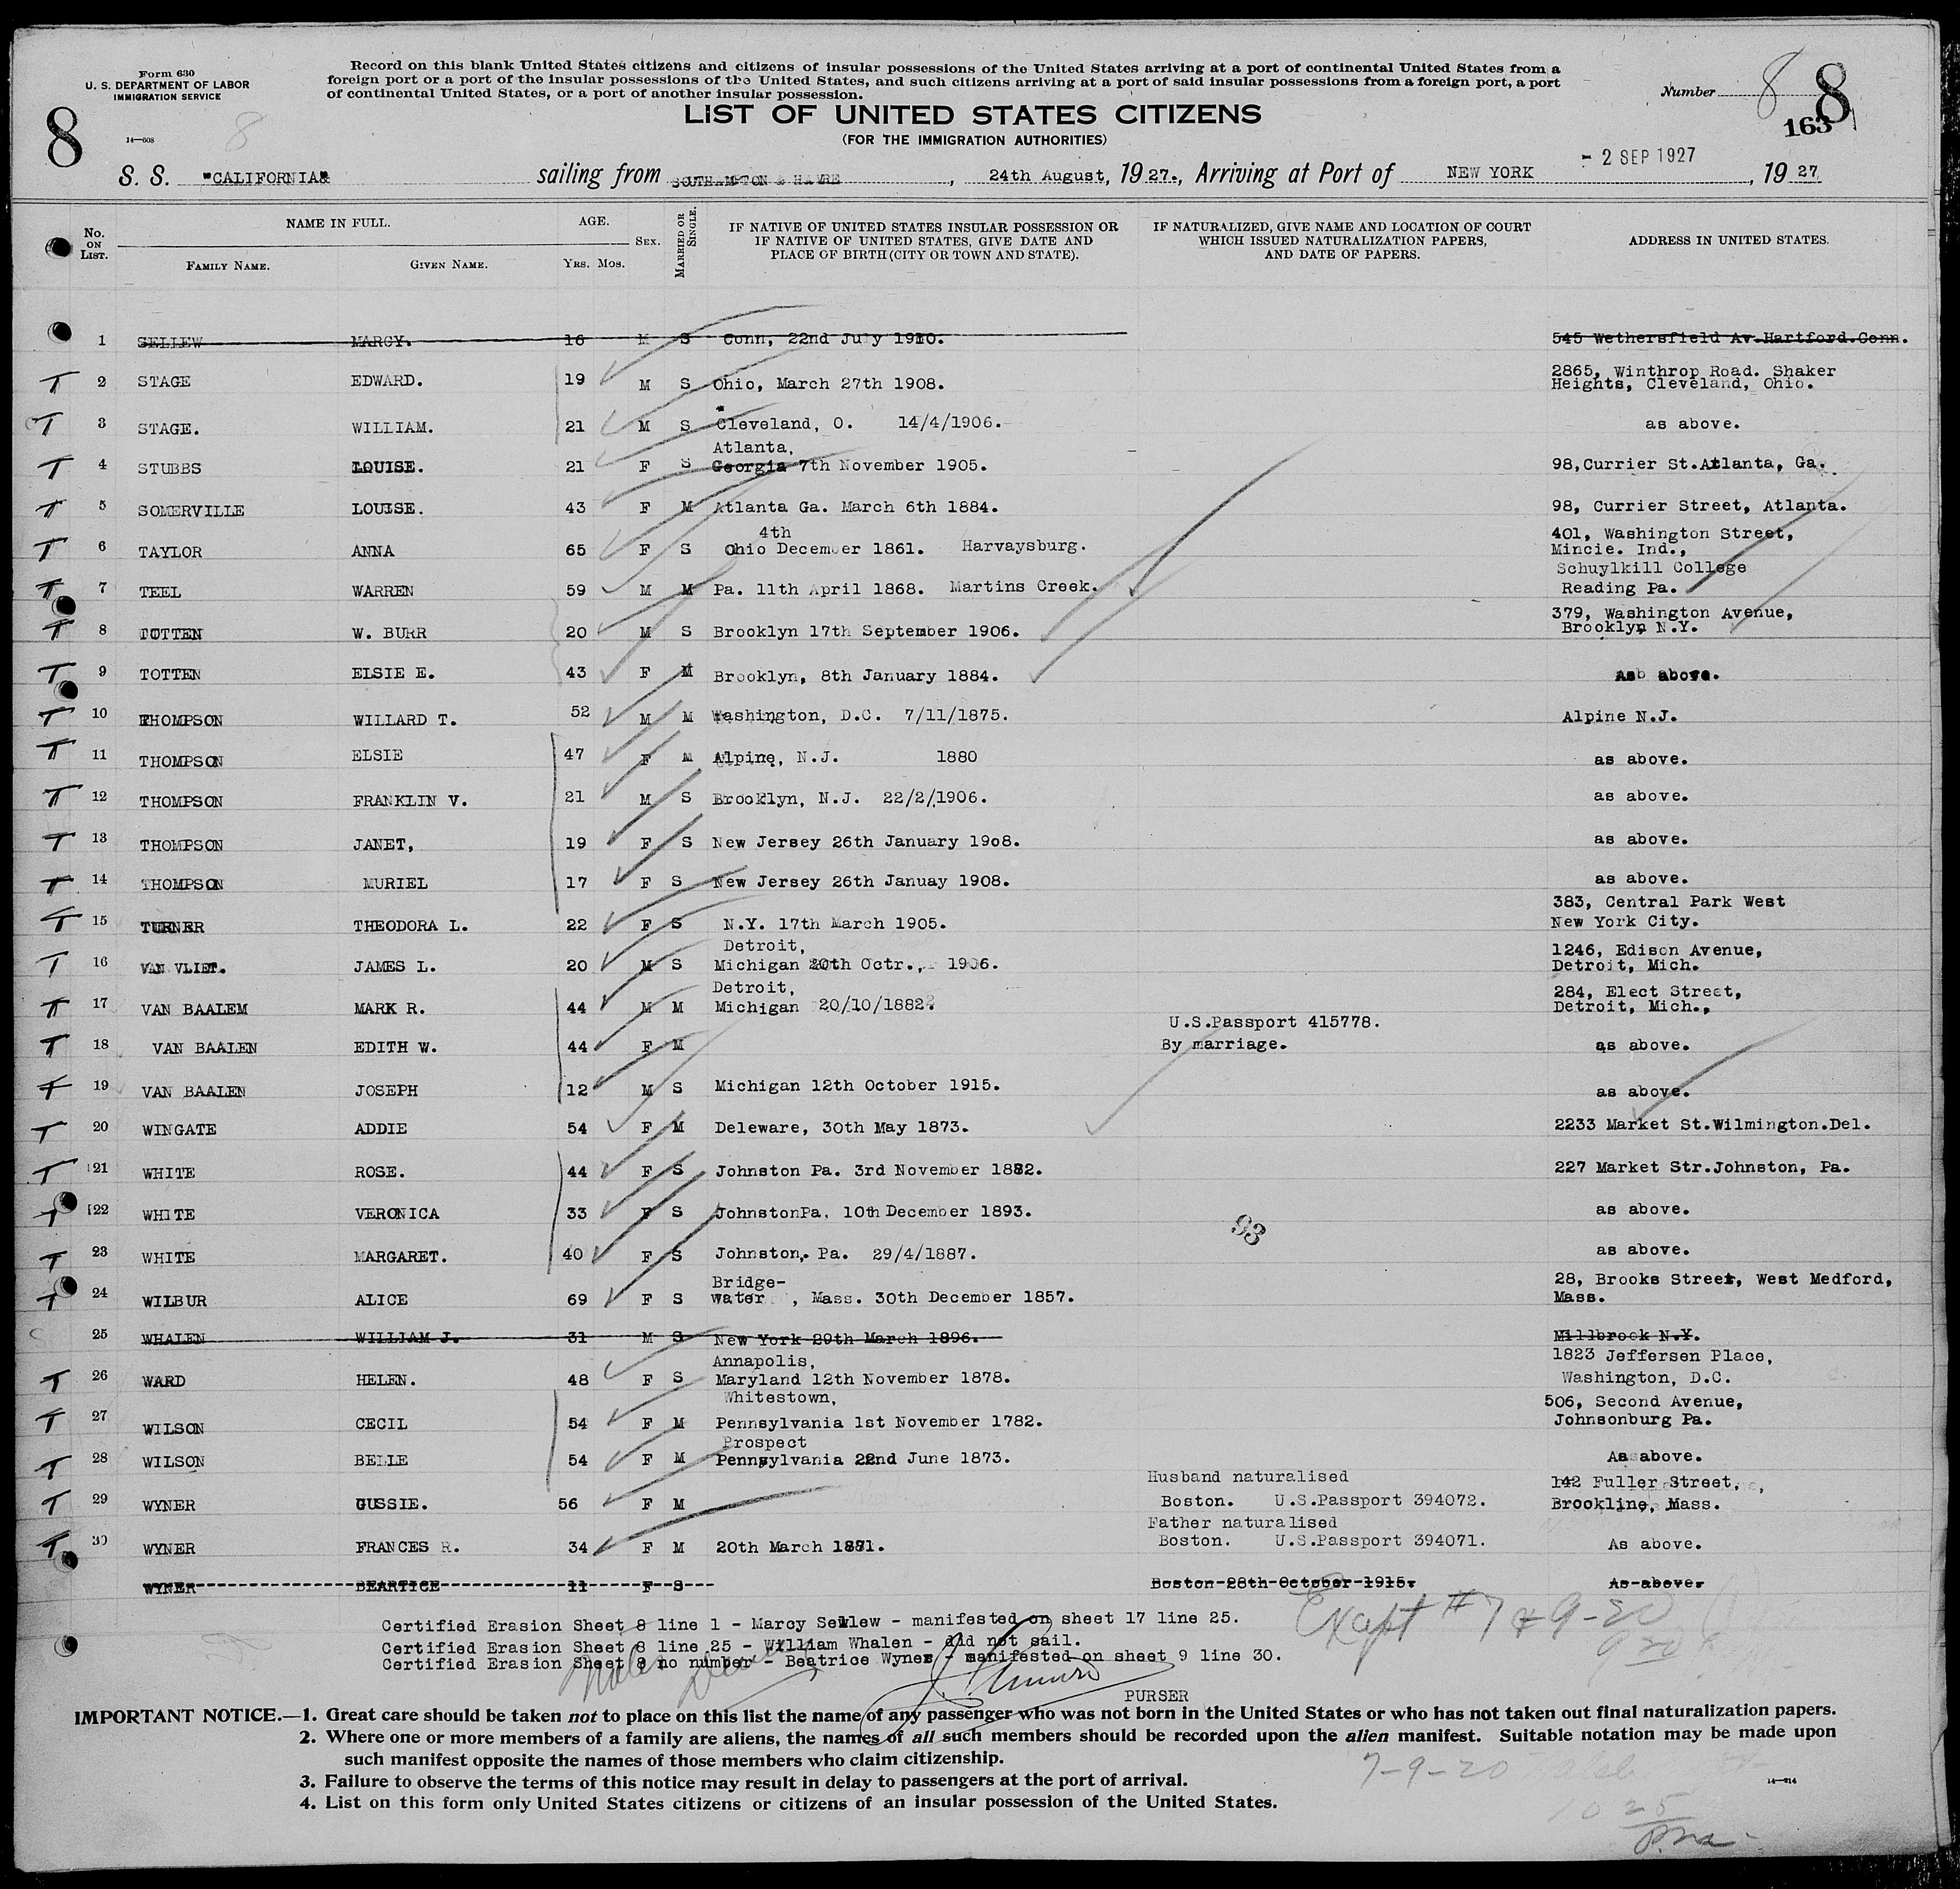 Form 630
U. S. DEPARTMENT OF LABOR
IMMIGRATION SERVICE
14—608
Record on this blank United States citizens and citizens of insular possessions of the United States arriving at a port of continental United States from a
foreign port or a port of the insular possessions of the United States, and such citizens arriving at a port of said insular possessions from a foreign port, a port
of continental United States, or a port of another insular possession.
Number 8
8
163
8
8
LIST OF UNITED STATES CITIZENS
(FOR THE IMMIGRATION AUTHORITIES)
- 2 SEP 1927
S. S. "CALIFORNIA" sailing from SOUTHAMPTON & HAVRE, 24th August, 1927., Arriving at Port of NEW YORK, 1927
No. ON LIST.
NAME IN FULL.
FAMILY NAME. GIVEN NAME.
AGE.
YRS. MOS.
SEX.
MARRIED OR SINGLE.
IF NATIVE OF UNITED STATES INSULAR POSSESSION OR
IF NATIVE OF UNITED STATES, GIVE DATE AND
PLACE OF BIRTH (CITY OR TOWN AND STATE).
IF NATURALIZED, GIVE NAME AND LOCATION OF COURT
WHICH ISSUED NATURALIZATION PAPERS,
AND DATE OF PAPERS.
ADDRESS IN UNITED STATES.
1 SELLEW MARCY. 16 M S Conn, 22nd July 1910. 545 Wethersfield Av.Hartford.Conn.
T 2 STAGE EDWARD. 19 M S Ohio, March 27th 1908. 2865, Winthrop Road. Shaker
Heights, Cleveland, Ohio.
T 3 STAGE. WILLIAM. 21 M S Cleveland, O. 14/4/1906. as above.
Atlanta,
T 4 STUBBS LOUISE. 21 F S Georgia 7th November 1905. 98,Currier St.Atlanta, Ga.
T 5 SOMERVILLE LOUISE. 43 F M Atlanta Ga. March 6th 1884. 98, Currier Street, Atlanta.
4th
401, Washington Street,
T 6 TAYLOR ANNA 65 F S Ohio December 1861. Harvaysburg. Mincie. Ind.,
Schuylkill College
T 7 TEEL WARREN 59 M M Pa. 11th April 1868. Martins Creek. Reading Pa.
379, Washington Avenue,
T 8 TOTTEN W. BURR 20 M S Brooklyn 17th September 1906. Brooklyn N.Y.
T 9 TOTTEN ELSIE E. 43 F M Brooklyn, 8th January 1884. As above.
T 10 THOMPSON WILLARD T. 52 M M Washington, D.C. 7/11/1875. Alpine N.J.
T 11 THOMPSON ELSIE 47 F M Alpine, N.J. 1880 as above.
T 12 THOMPSON FRANKLIN V. 21 M S Brooklyn, N.J. 22/2/1906. as above.
T 13 THOMPSON JANET, 19 F S New Jersey 26th January 19o8. as above.
T 14 THOMPSON MURIEL 17 F S New Jersey 26th Januay 1908. as above.
383, Central Park West
T 15 TURNER THEODORA L. 22 F S N.Y. 17th March 1905. New York City.
Detroit,
1246, Edison Avenue,
T 16 VAN VLIET. JAMES L. 20 M S Michigan 20th Octr., 1906. Detroit, Mich.
Detroit,
284, Elect Street,
T 17 VAN BAALEM MARK R. 44 M M Michigan 20/10/1882. Detroit, Mich.,
U.S.Passport 415778.
T 18 VAN BAALEN EDITH W. 44 F M By marriage. as above.
T 19 VAN BAALEN JOSEPH 12 M S Michigan 12th October 1915. as above.
T 20 WINGATE ADDIE 54 F M Deleware, 30th May 1873. 2233 Market St.Wilmington.Del.
T 21 WHITE ROSE. 44 F S Johnston Pa. 3rd November 1882. 227 Market Str.Johnston, Pa.
T 22 WHITE VERONICA 33 F S JohnstonPa, 10th December 1893. as above.
93
T 23 WHITE MARGARET. 40 F S Johnston, Pa. 29/4/1887. as above.
Bridge-
28, Brooks Street, West Medford,
T 24 WILBUR ALICE 69 F S water , Mass. 30th December 1857. Mass.
25 WHALEN WILLIAM J. 31 M S New York 29th March 1896. Millbrook N.Y.
Annapolis,
1823 Jeffersen Place,
T 26 WARD HELEN. 48 F S Maryland 12th November 1878. Washington, D.C.
Whitestown,
506, Second Avenue,
T 27 WILSON CECIL 54 F M Pennsylvania 1st November 1782. Johnsonburg Pa.
Prospect
T 28 WILSON BELLE 54 F M Pennsylvania 22nd June 1873. As above.
Husband naturalised
142 Fuller Street,
T 29 WYNER GUSSIE. 56 F M Boston. U.S.Passport 394072. Brookline, Mass.
Father naturalised
T 30 WYNER FRANCES R. 34 F M 20th March 1871. Boston. U.S.Passport 394071. As above.
WYNER BEARTICE 11 F S Boston-28th-October-1915. As-above.
Certified Erasion Sheet 8 line 1 - Marcy Sellew - manifested on sheet 17 line 25.
Certified Erasion Sheet 8 line 25 - William Whalen - did not sail.
Certified Erasion Sheet 8 no number - Beatrice Wyner - manifested on sheet 9 line 30.
Except # 7 & 9-20
PURSER
IMPORTANT NOTICE.—1. Great care should be taken not to place on this list the name of any passenger who was not born in the United States or who has not taken out final naturalization papers.
2. Where one or more members of a family are aliens, the names of all such members should be recorded upon the alien manifest. Suitable notation may be made upon
such manifest opposite the names of those members who claim citizenship.
3. Failure to observe the terms of this notice may result in delay to passengers at the port of arrival.
4. List on this form only United States citizens or citizens of an insular possession of the United States.
7-9-20
14—614